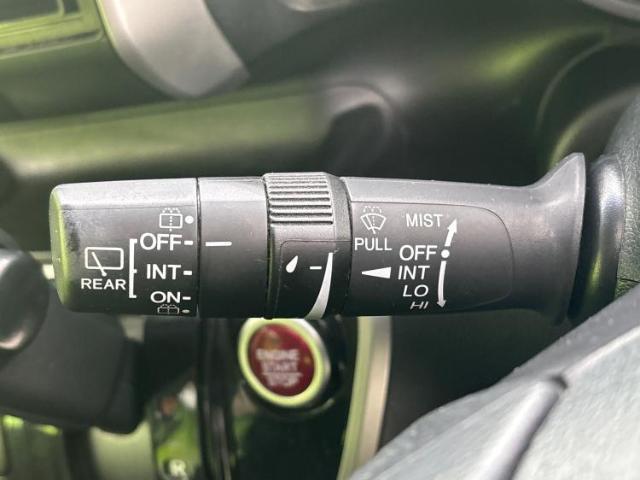 OFF
INT
REAR
ON
PULL
MIST
OFF
INT
LO
HI
ENGINE
START
STOP
R